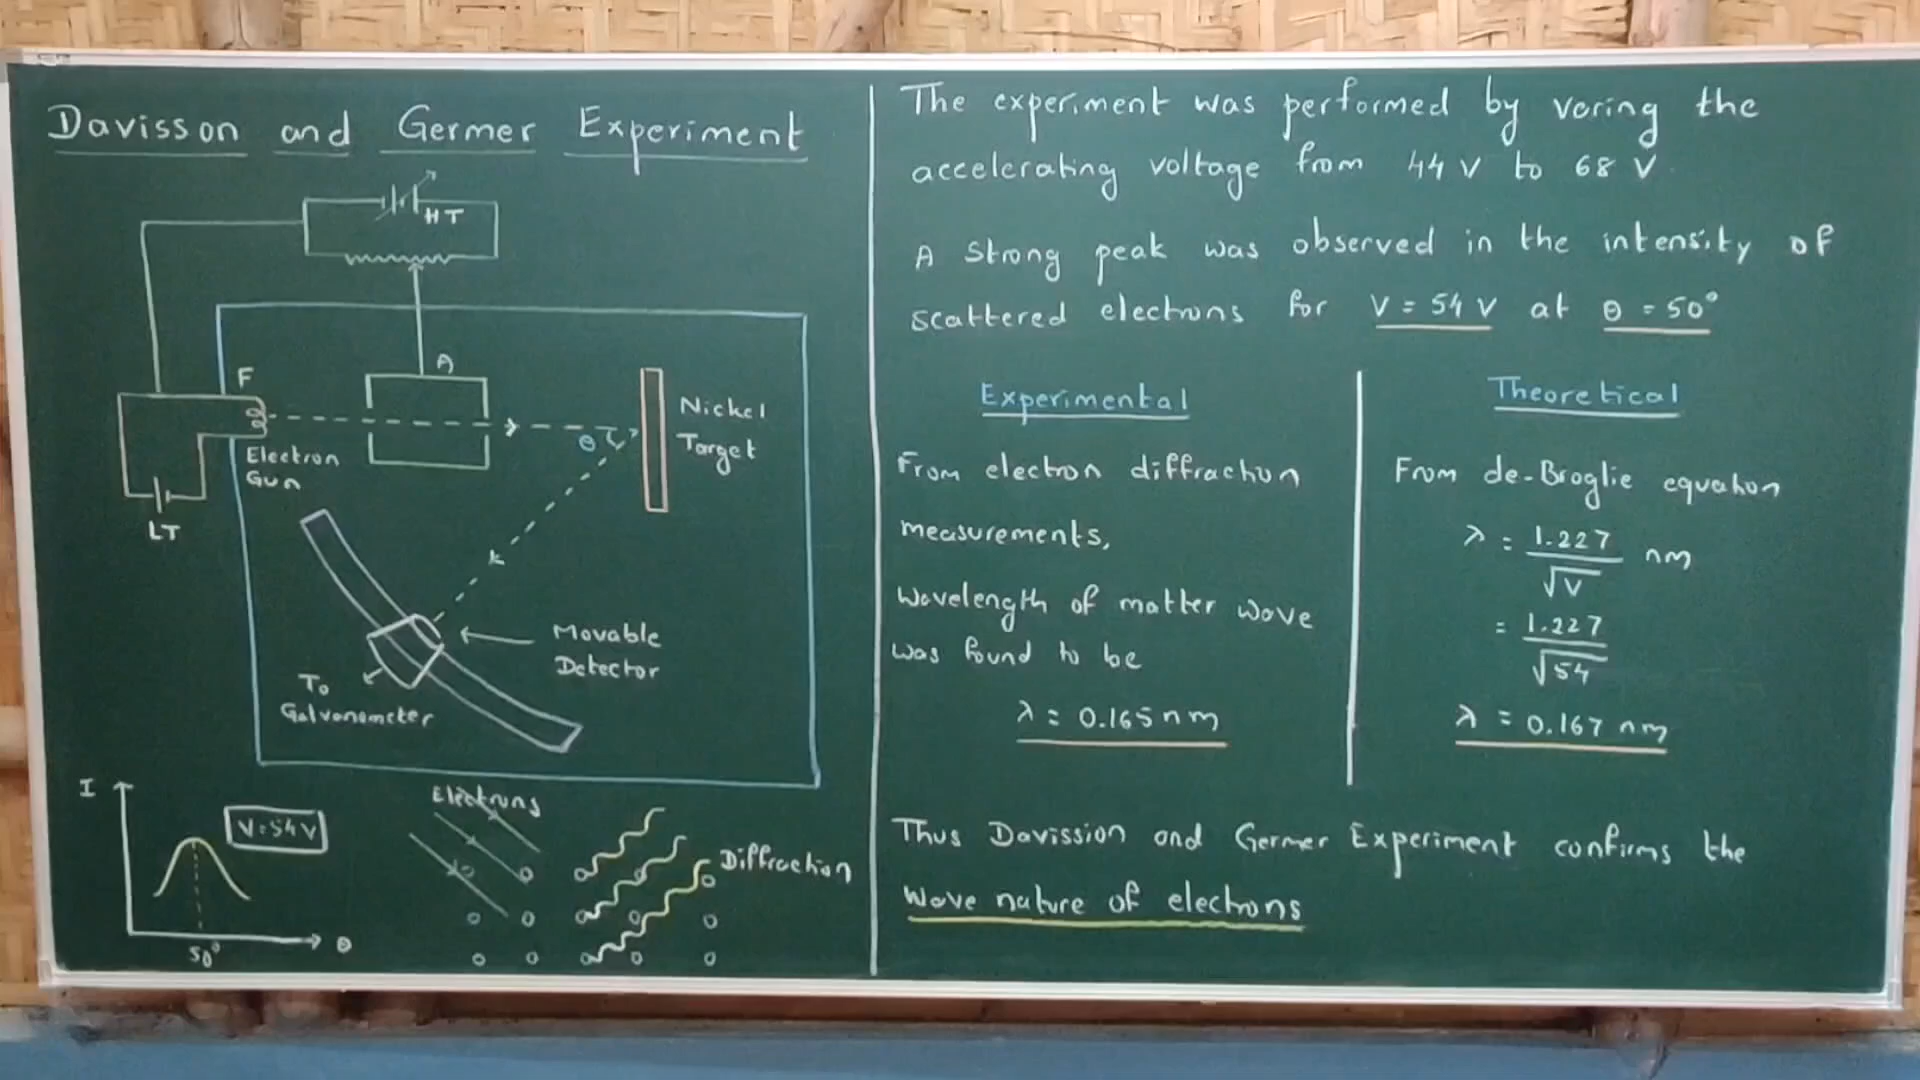 Davisson and Germer Experiment
HT
A
F
Nickel
Target
θ
Electron
Gun
LT
Movable
Detector
To
Galvanometer
I
V=54V
50°
θ
Electrons
Diffraction
The experiment was performed by varing the
accelerating voltage from 44 V to 68 V.
A strong peak was observed in the intensity of
scattered electrons for V = 54 V at θ = 50°
Experimental
From electron diffraction
measurements,
Wavelength of matter wave
was found to be
λ = 0.165 nm
Theoretical
From de-Broglie equation
λ = 1.227 / √V nm
= 1.227 / √54
λ = 0.167 nm
Thus Davission and Germer Experiment confirms the
Wave nature of electrons